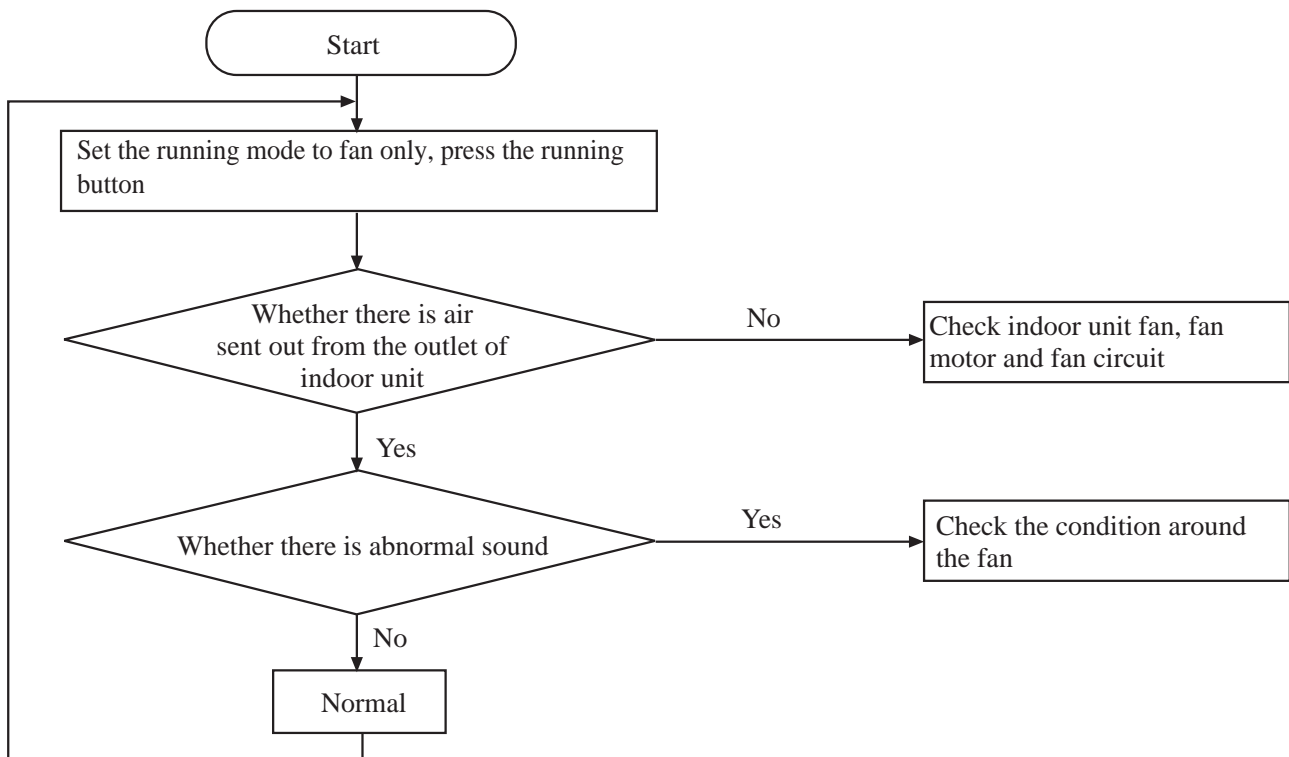 Start
Set the running mode to fan only, press the running
button
Whether there is air
sent out from the outlet of
indoor unit
No
Check indoor unit fan, fan
motor and fan circuit
Yes
Whether there is abnormal sound
Yes
Check the condition around
the fan
No
Normal